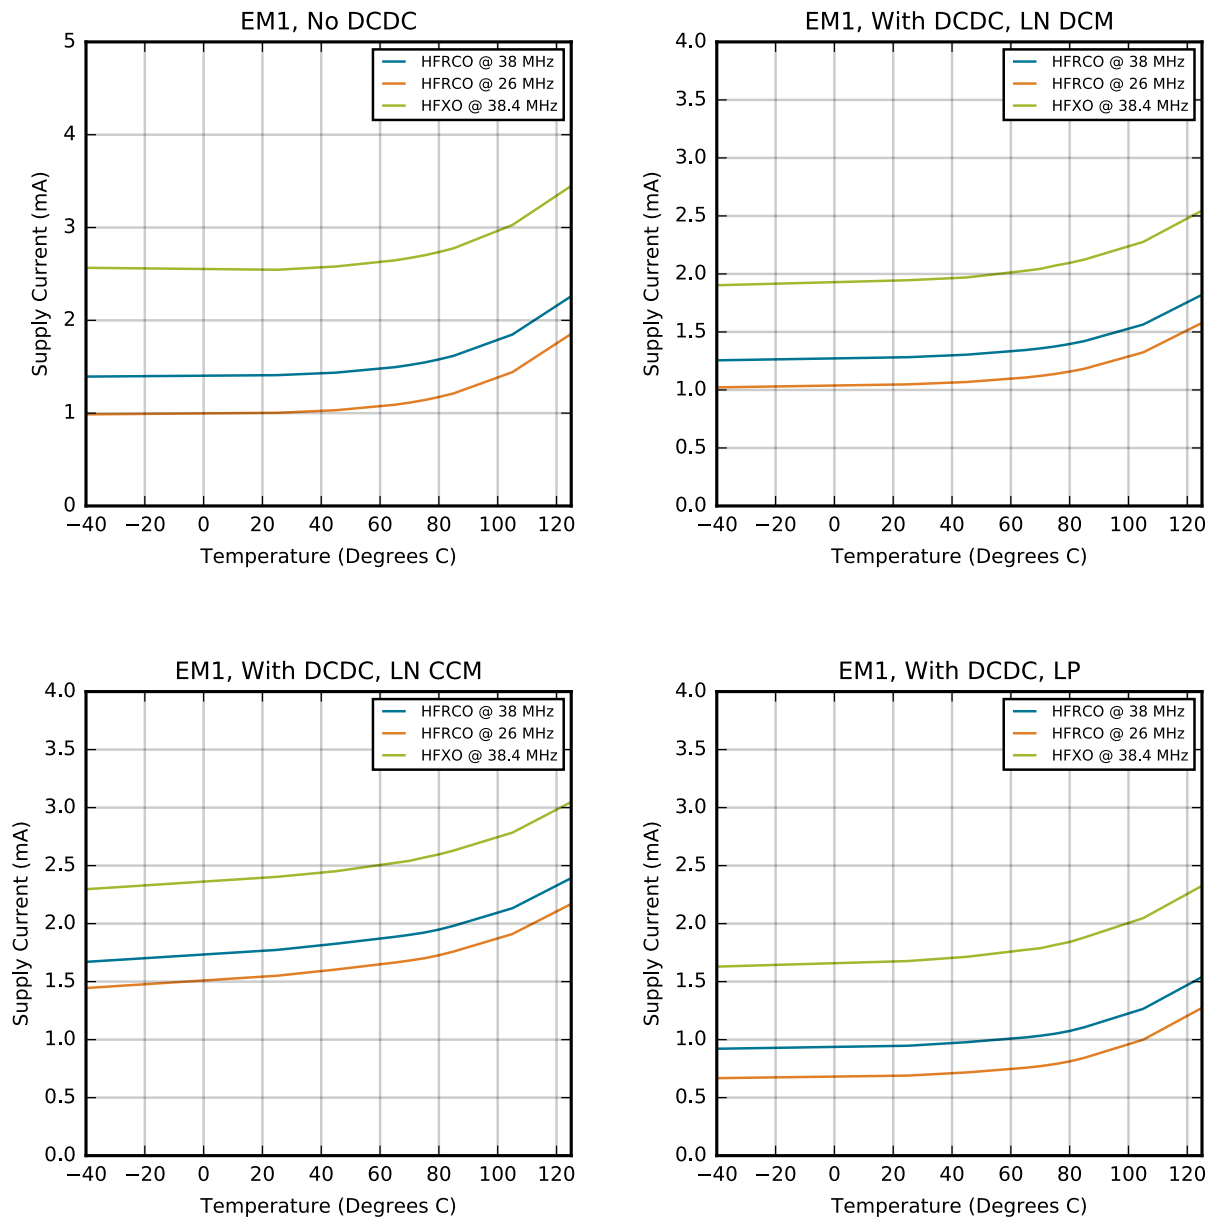 EM1, No DCDC
5
4
3
2
1
0
Supply Current (mA)
HFRCO @ 38 MHz
HFRCO @ 26 MHz
HFXO @ 38.4 MHz
−40 −20 0 20 40 60 80 100 120
Temperature (Degrees C)
EM1, With DCDC, LN DCM
4.0
3.5
3.0
2.5
2.0
1.5
1.0
0.5
0.0
Supply Current (mA)
HFRCO @ 38 MHz
HFRCO @ 26 MHz
HFXO @ 38.4 MHz
−40 −20 0 20 40 60 80 100 120
Temperature (Degrees C)
EM1, With DCDC, LN CCM
4.0
3.5
3.0
2.5
2.0
1.5
1.0
0.5
0.0
Supply Current (mA)
HFRCO @ 38 MHz
HFRCO @ 26 MHz
HFXO @ 38.4 MHz
−40 −20 0 20 40 60 80 100 120
Temperature (Degrees C)
EM1, With DCDC, LP
4.0
3.5
3.0
2.5
2.0
1.5
1.0
0.5
0.0
Supply Current (mA)
HFRCO @ 38 MHz
HFRCO @ 26 MHz
HFXO @ 38.4 MHz
−40 −20 0 20 40 60 80 100 120
Temperature (Degrees C)